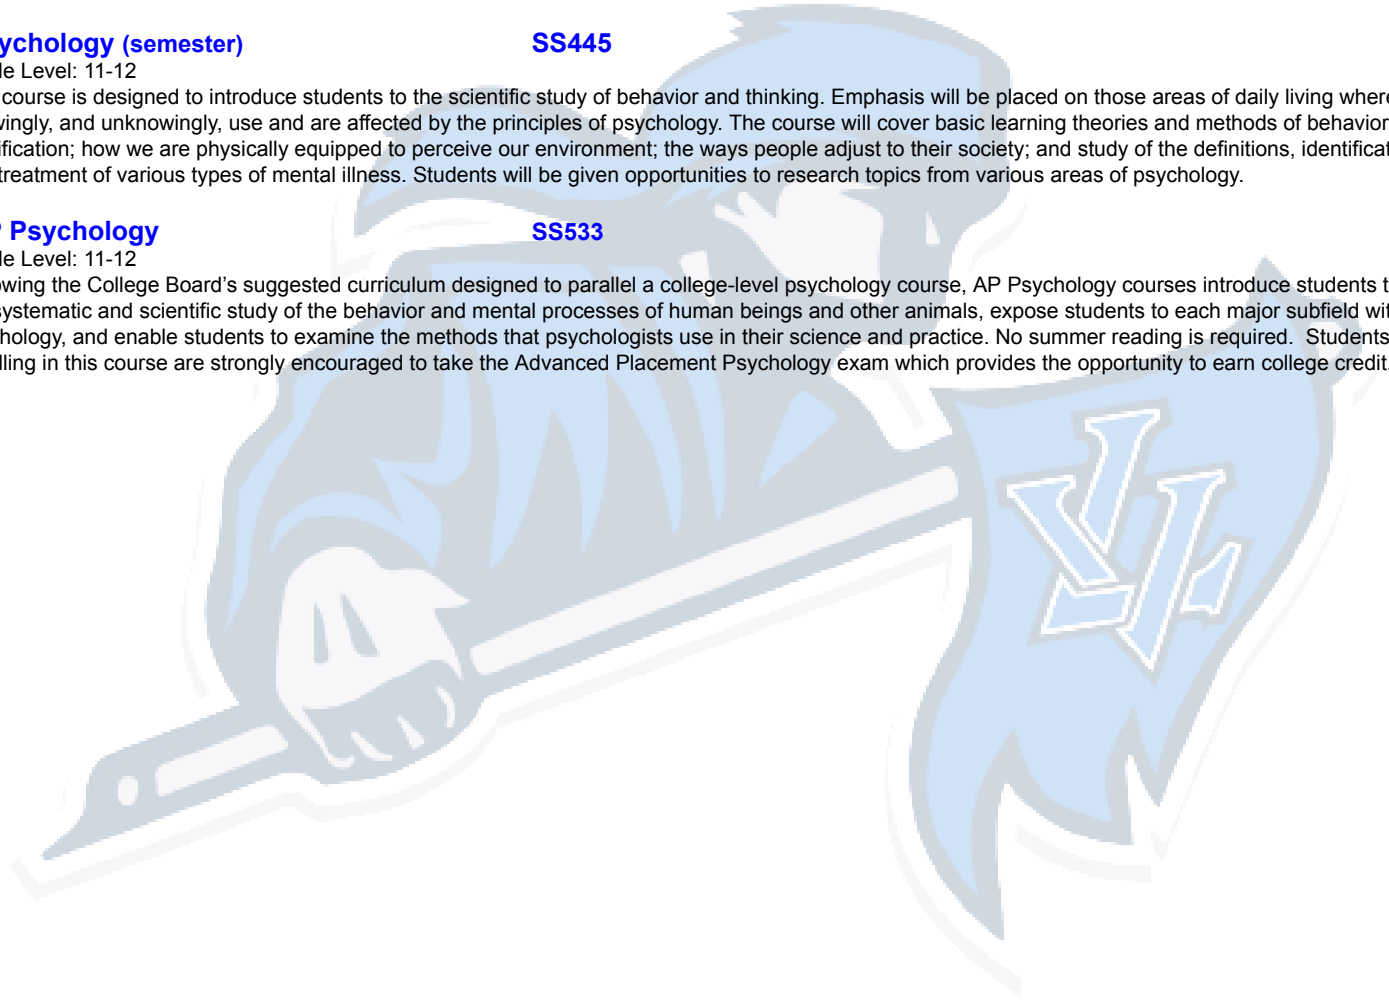 ychology (semester) SS445
le Level: 11-12
course is designed to introduce students to the scientific study of behavior and thinking. Emphasis will be placed on those areas of daily living where
vingly, and unknowingly, use and are affected by the principles of psychology. The course will cover basic learning theories and methods of behavior
ification; how we are physically equipped to perceive our environment; the ways people adjust to their society; and study of the definitions, identificat
treatment of various types of mental illness. Students will be given opportunities to research topics from various areas of psychology.
P Psychology SS533
le Level: 11-12
owing the College Board’s suggested curriculum designed to parallel a college-level psychology course, AP Psychology courses introduce students t
systematic and scientific study of the behavior and mental processes of human beings and other animals, expose students to each major subfield wit
hology, and enable students to examine the methods that psychologists use in their science and practice. No summer reading is required. Students
lling in this course are strongly encouraged to take the Advanced Placement Psychology exam which provides the opportunity to earn college credit.